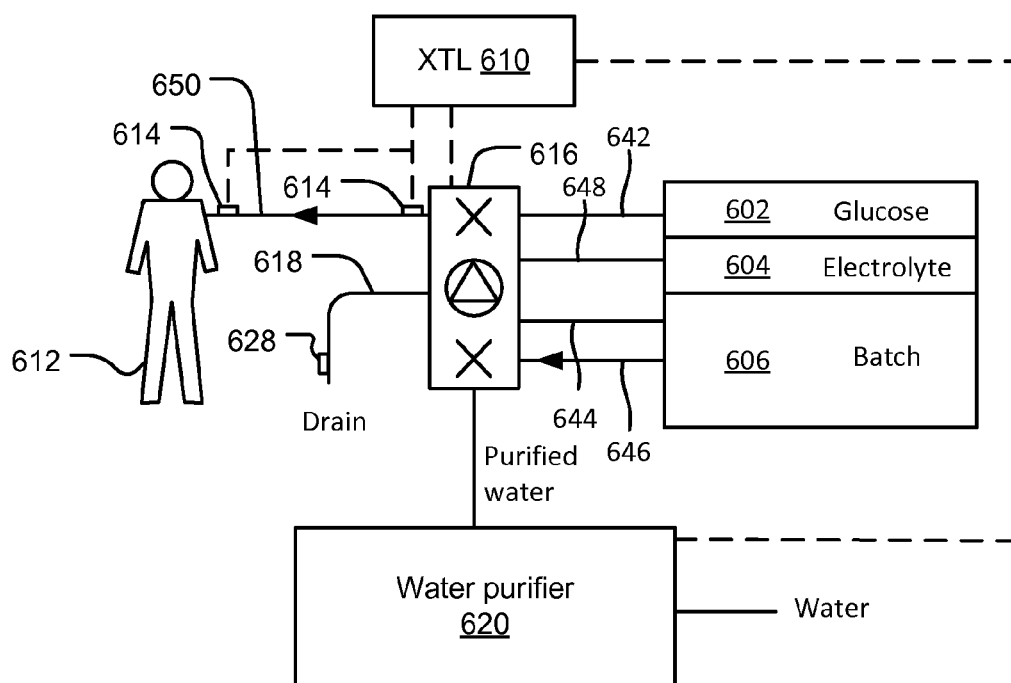 XTL 610
650
614
616
642
614
648
602 Glucose
618
604 Electrolyte
628
606 Batch
612
Drain
644
646
Purified
water
Water purifier
620
Water